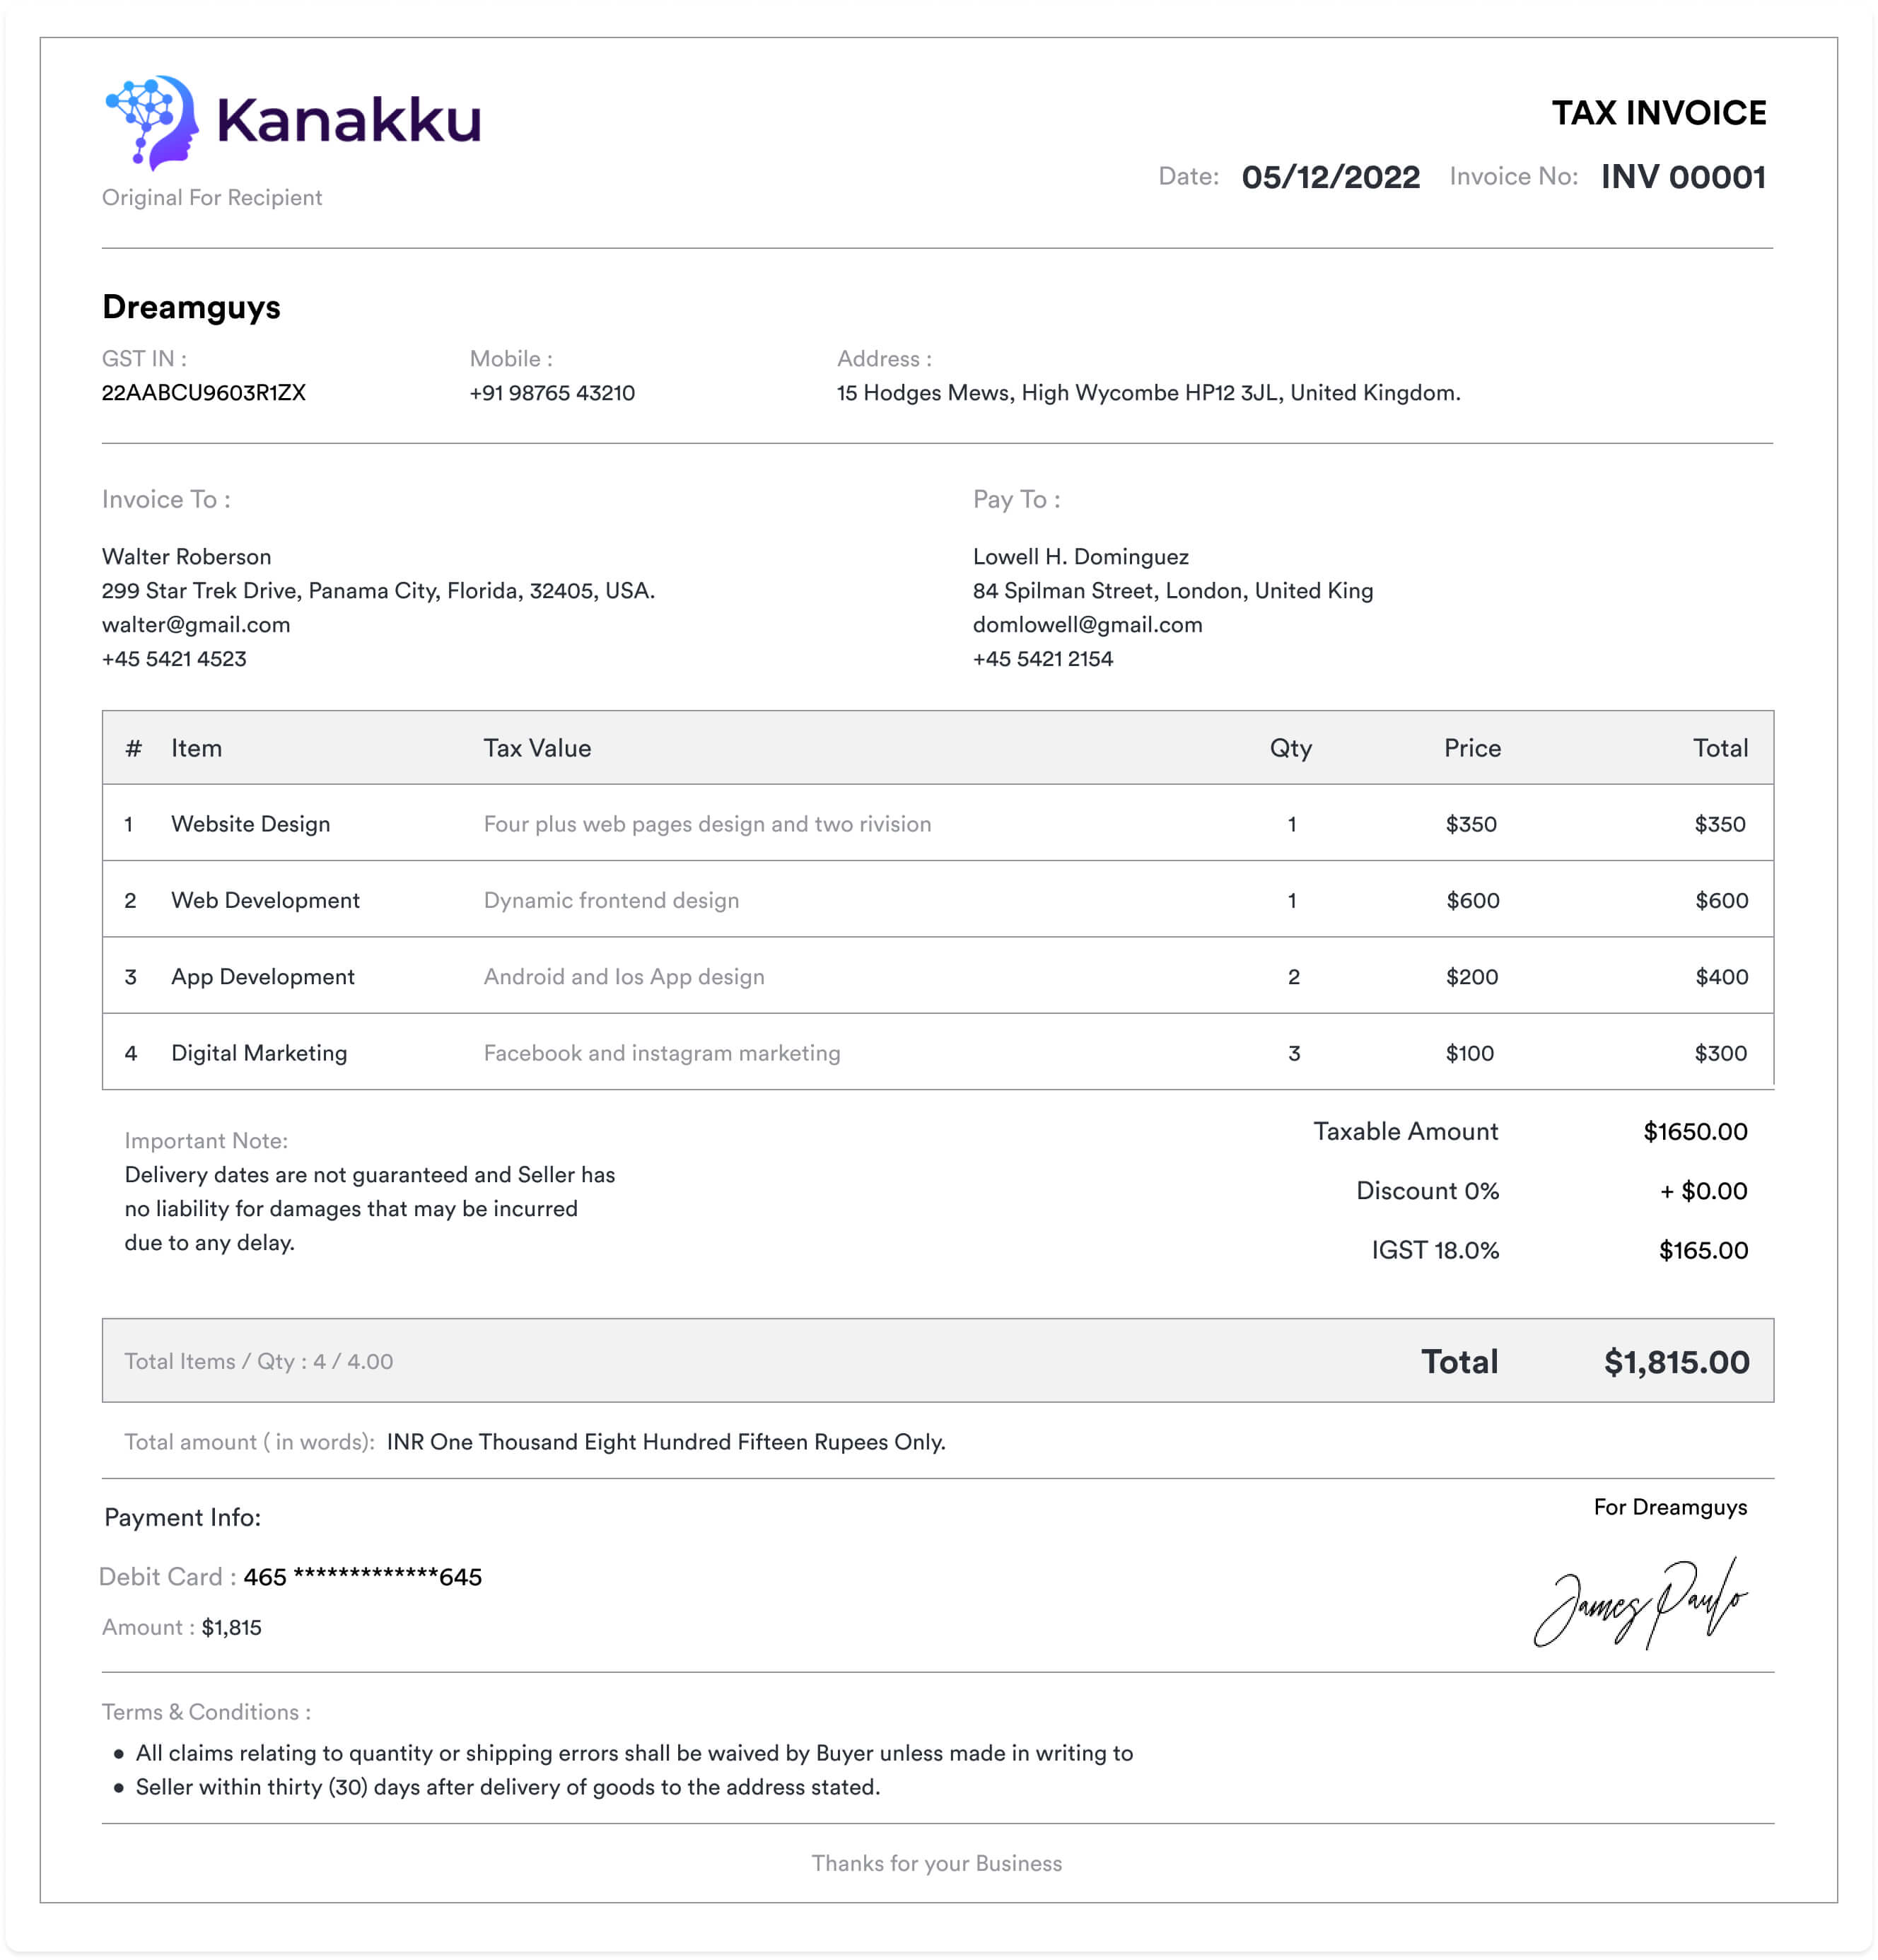 Kanakku
Original For Recipient
TAX INVOICE
Date: 05/12/2022 Invoice No: INV 00001
Dreamguys
GST IN : Mobile : Address :
22AABCU9603R1ZX +91 98765 43210 15 Hodges Mews, High Wycombe HP12 3JL, United Kingdom.
Invoice To :
Walter Roberson
299 Star Trek Drive, Panama City, Florida, 32405, USA.
walter@gmail.com
+45 5421 4523
Pay To :
Lowell H. Dominguez
84 Spilman Street, London, United King
domlowell@gmail.com
+45 5421 2154
# Item Tax Value Qty Price Total
1 Website Design Four plus web pages design and two rivision 1 $350 $350
2 Web Development Dynamic frontend design 1 $600 $600
3 App Development Android and Ios App design 2 $200 $400
4 Digital Marketing Facebook and instagram marketing 3 $100 $300
Important Note:
Delivery dates are not guaranteed and Seller has
no liability for damages that may be incurred
due to any delay.
Taxable Amount $1650.00
Discount 0% + $0.00
IGST 18.0% $165.00
Total Items / Qty : 4 / 4.00 Total $1,815.00
Total amount ( in words): INR One Thousand Eight Hundred Fifteen Rupees Only.
Payment Info:
Debit Card : 465 *************645
Amount : $1,815
For Dreamguys
James Paulo
Terms & Conditions :
• All claims relating to quantity or shipping errors shall be waived by Buyer unless made in writing to
• Seller within thirty (30) days after delivery of goods to the address stated.
Thanks for your Business